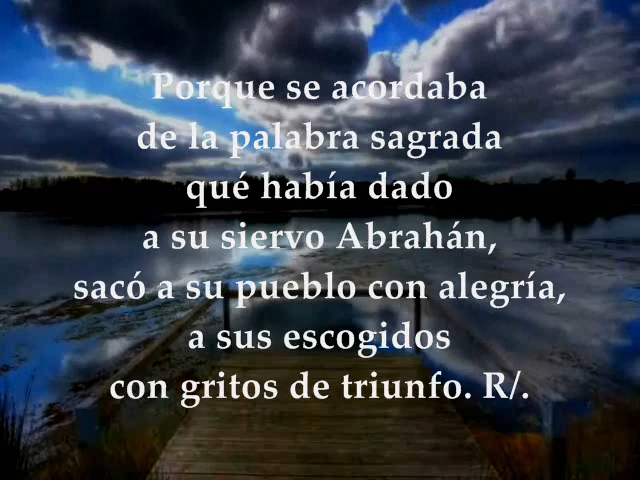 Porque se acordaba
de la palabra sagrada
qué había dado
a su siervo Abrahán,
sacó a su pueblo con alegría,
a sus escogidos
con gritos de triunfo. R/.